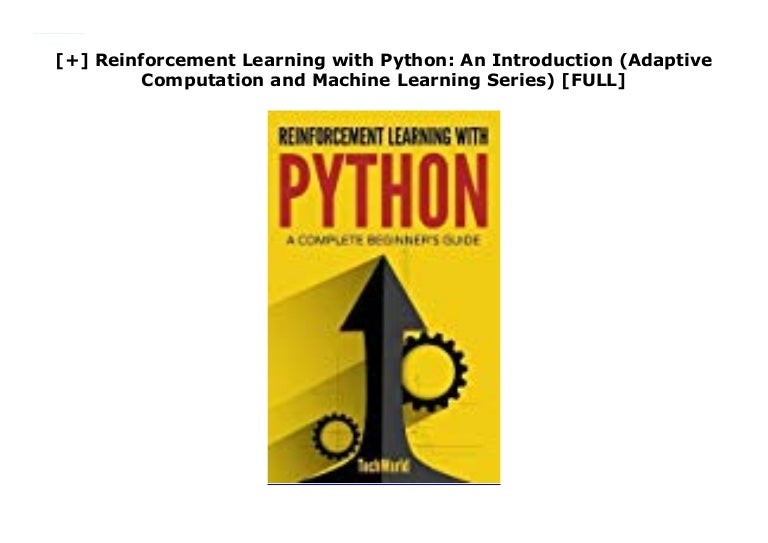 [+] Reinforcement Learning with Python: An Introduction (Adaptive
Computation and Machine Learning Series) [FULL]
REINFORCEMENT LEARNING WITH
PYTHON
A COMPLETE BEGINNER'S GUIDE
TechWorld